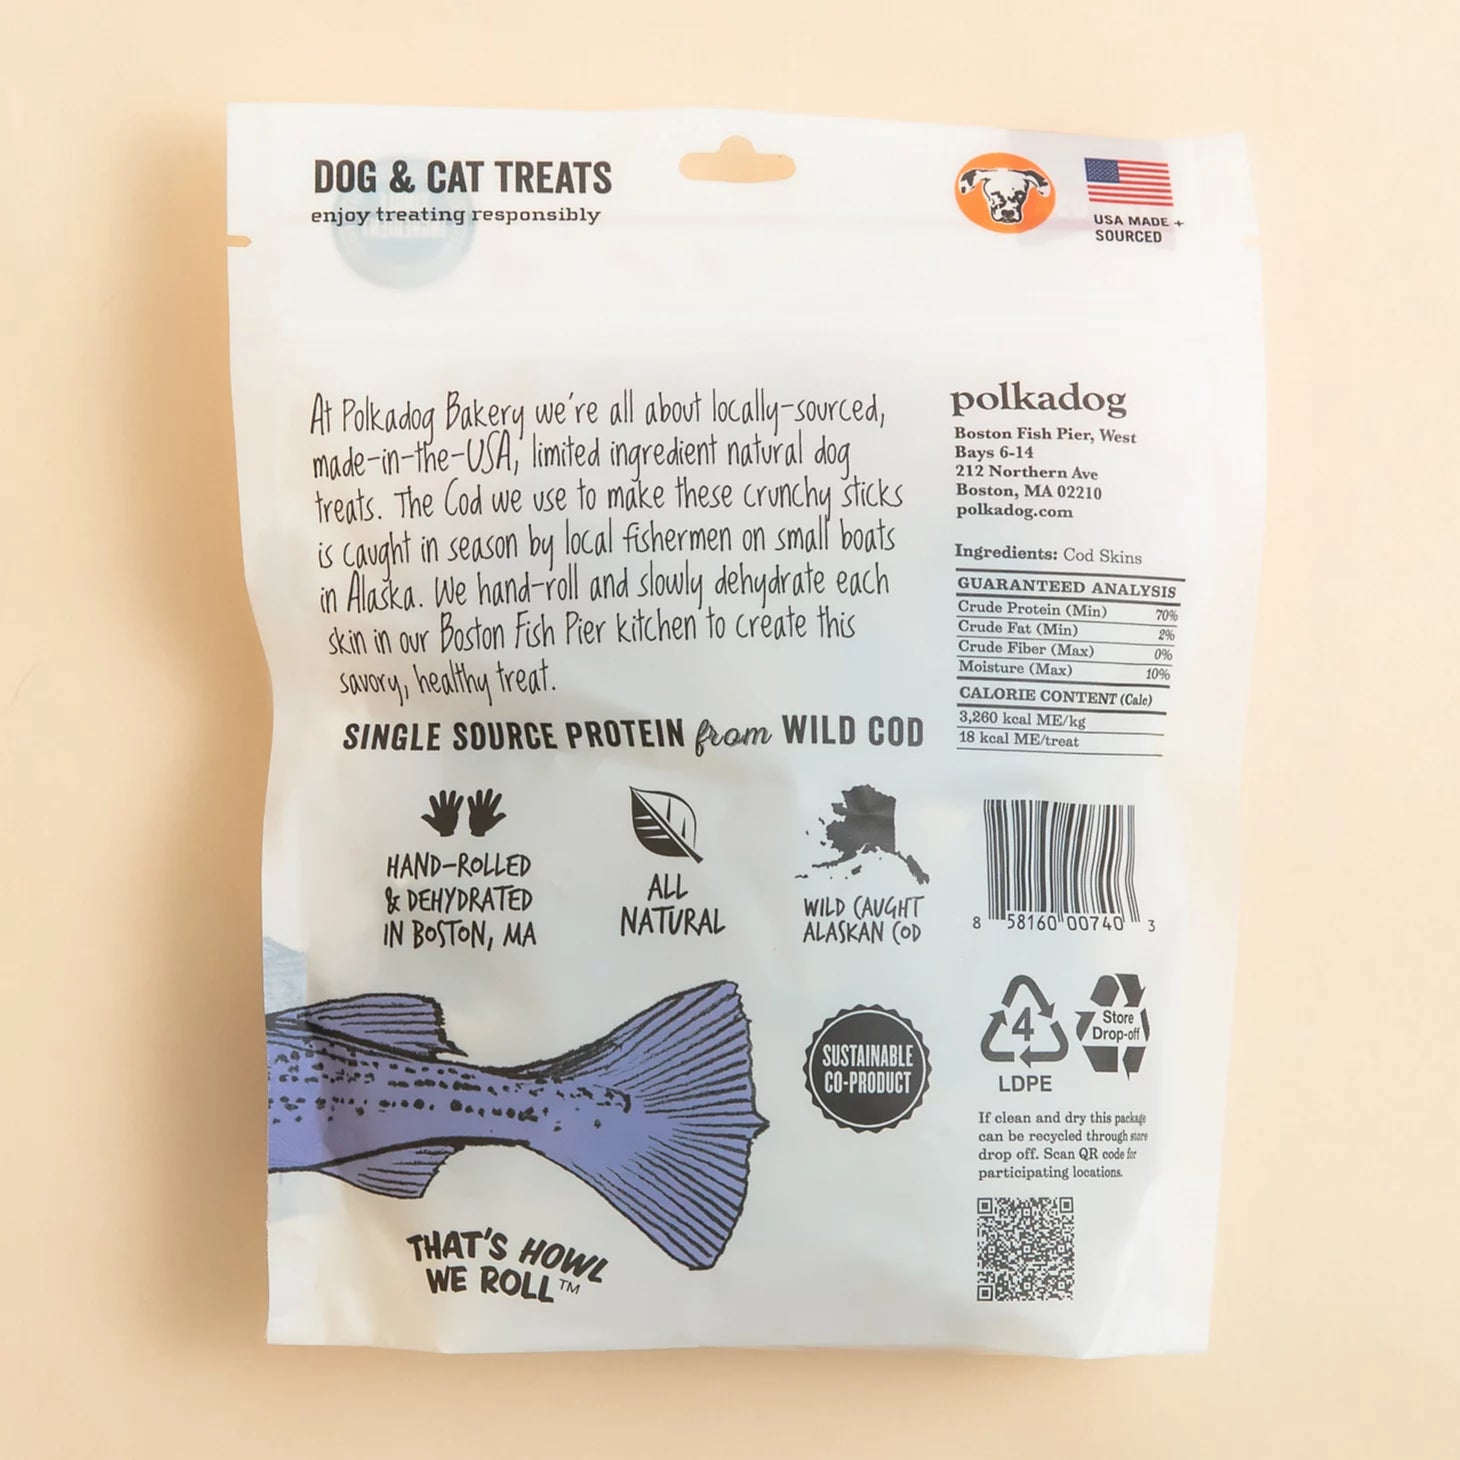 DOG & CAT TREATS
enjoy treating responsibly
USA MADE +
SOURCED
At Polkadog Bakery we're all about locally-sourced,
made-in-the-USA, limited ingredient natural dog
treats. The Cod we use to make these crunchy sticks
is caught in season by local fishermen on small boats
in Alaska. We hand-roll and slowly dehydrate each
skin in our Boston Fish Pier kitchen to create this
savory, healthy treat.
SINGLE SOURCE PROTEIN from WILD COD
HAND-ROLLED
& DEHYDRATED
IN BOSTON, MA
ALL
NATURAL
WILD CAUGHT
ALASKAN COD
SUSTAINABLE
CO-PRODUCT
THAT'S HOWL
WE ROLL™
polkadog
Boston Fish Pier, West
Bays 6-14
212 Northern Ave
Boston, MA 02210
polkadog.com
Ingredients: Cod Skins
GUARANTEED ANALYSIS
Crude Protein (Min) 70%
Crude Fat (Min) 2%
Crude Fiber (Max) 0%
Moisture (Max) 10%
CALORIE CONTENT (Calc)
3,260 kcal ME/kg
18 kcal ME/treat
8 58160 00740 3
4
LDPE
Store
Drop-off
If clean and dry this package
can be recycled through store
drop off. Scan QR code for
participating locations.